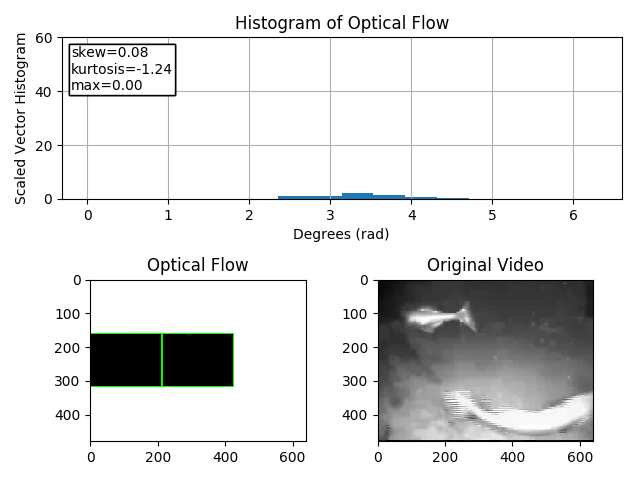 Histogram of Optical Flow
Scaled Vector Histogram
60
40
20
0
skew=0.08
kurtosis=-1.24
max=0.00
0 1 2 3 4 5 6
Degrees (rad)
Optical Flow
0
100
200
300
400
0 200 400 600
Original Video
0
100
200
300
400
0 200 400 600